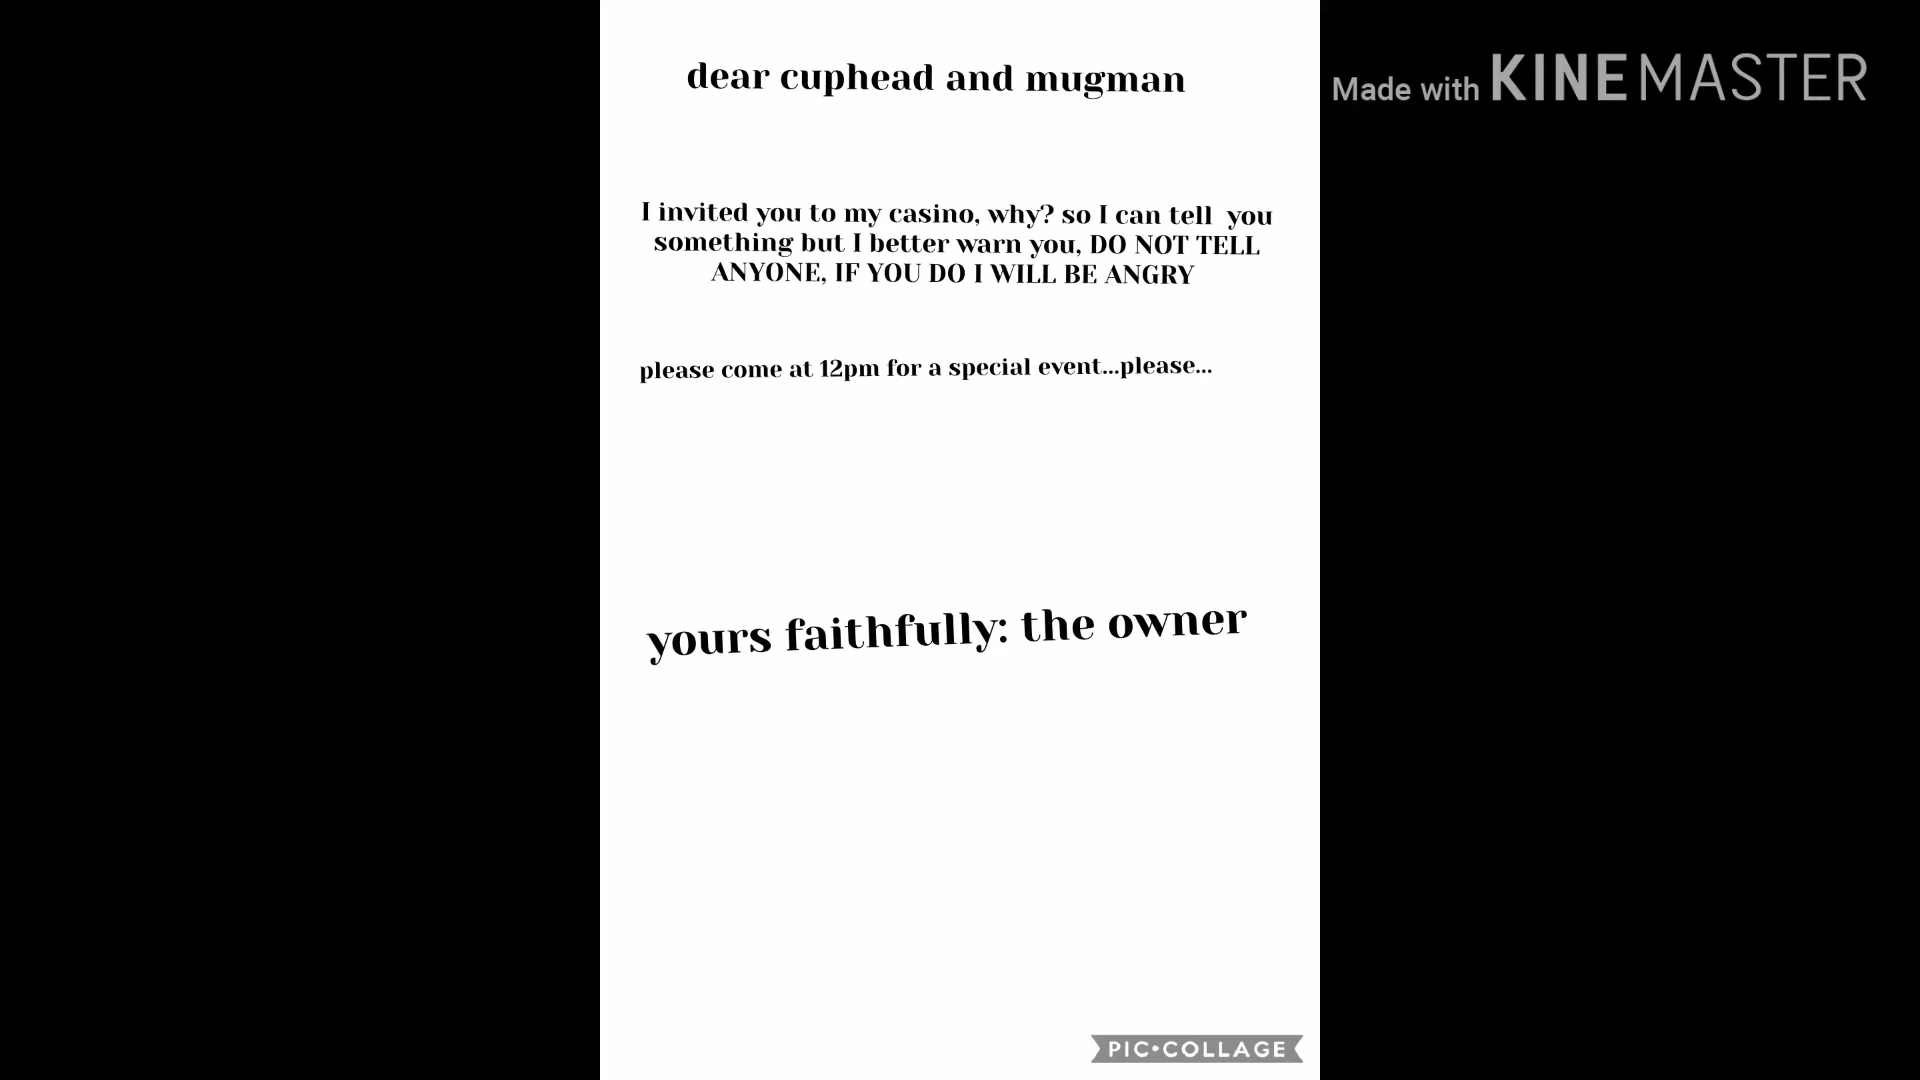 dear cuphead and mugman
Made with KINEMASTER
I invited you to my casino, why? so I can tell  you
something but I better warn you, DO NOT TELL
ANYONE, IF YOU DO I WILL BE ANGRY
please come at 12pm for a special event...please...
yours faithfully: the owner
PIC•COLLAGE